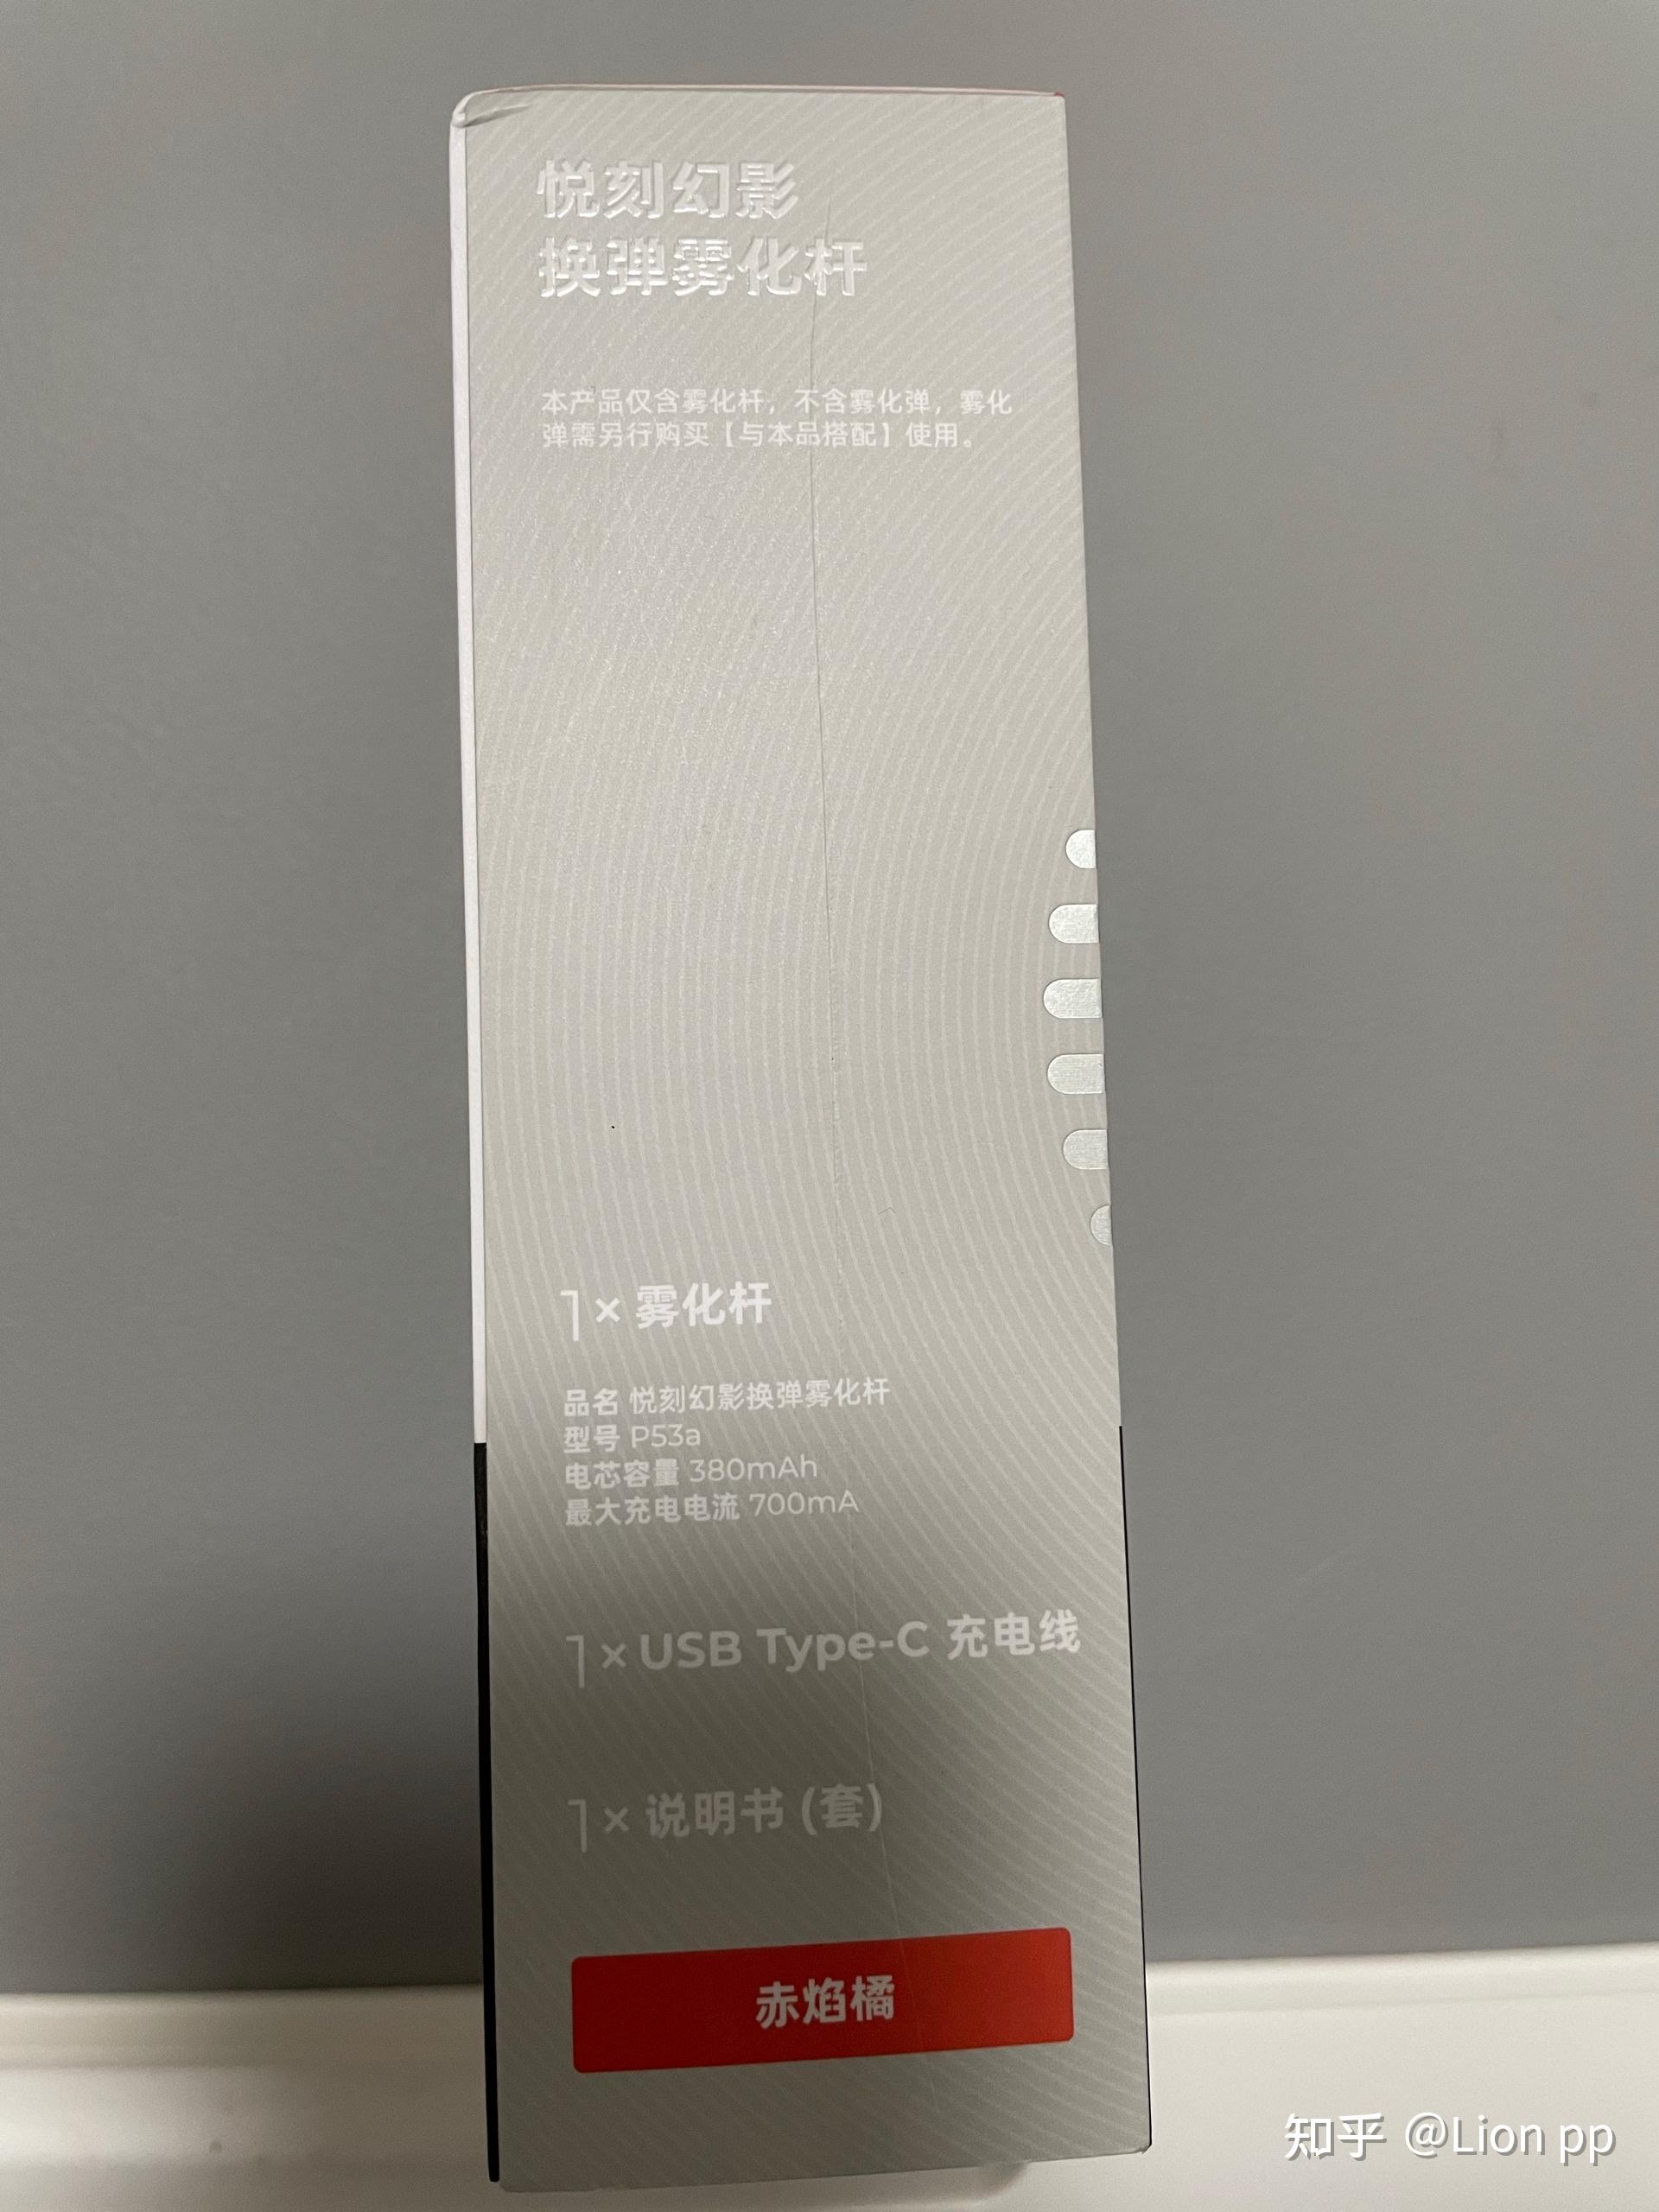 悦刻幻影
换弹雾化杆
本产品仅含雾化杆，不含雾化弹，雾化
弹需另行购买【与本品搭配】使用。
1× 雾化杆
品名 悦刻幻影换弹雾化杆
型号 P53a
电芯容量 380mAh
最大充电电流 700mA
1×USB Type-C 充电线
1× 说明书 (套)
赤焰橘
知乎 @Lion pp